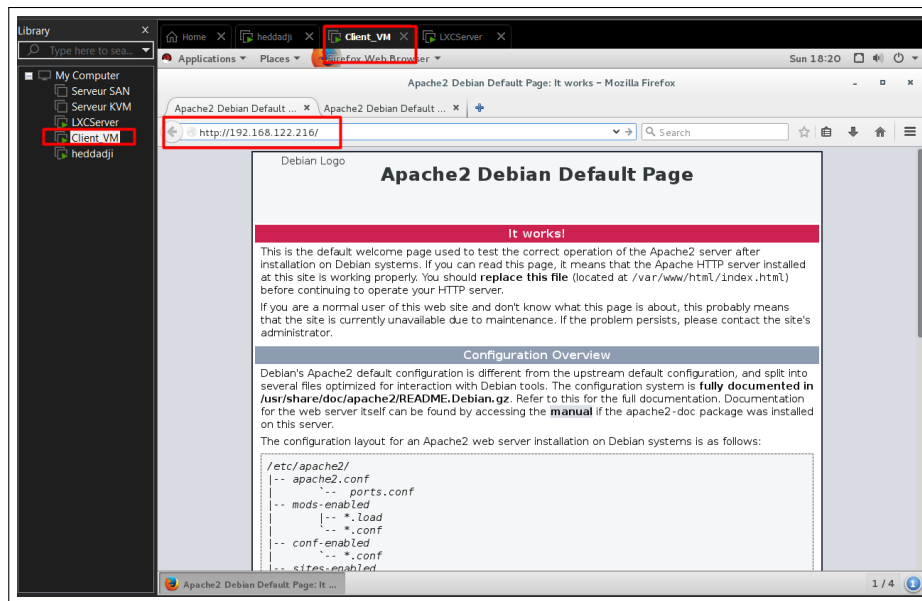 Library X
Type here to sea...
My Computer
Serveur SAN
Serveur KVM
LXCServer
Client_VM
heddadji
Home X heddadji X Client_VM X LXCServer X
Applications Places Firefox Web Browser Sun 18:20
Apache2 Debian Default Page: It works – Mozilla Firefox
Apache2 Debian Default ... × Apache2 Debian Default ... ×
http://192.168.122.216/ Search
Debian Logo
Apache2 Debian Default Page
It works!
This is the default welcome page used to test the correct operation of the Apache2 server after
installation on Debian systems. If you can read this page, it means that the Apache HTTP server installed
at this site is working properly. You should replace this file (located at /var/www/html/index.html)
before continuing to operate your HTTP server.
If you are a normal user of this web site and don't know what this page is about, this probably means
that the site is currently unavailable due to maintenance. If the problem persists, please contact the site's
administrator.
Configuration Overview
Debian's Apache2 default configuration is different from the upstream default configuration, and split into
several files optimized for interaction with Debian tools. The configuration system is fully documented in
/usr/share/doc/apache2/README.Debian.gz. Refer to this for the full documentation. Documentation
for the web server itself can be found by accessing the manual if the apache2-doc package was installed
on this server.
The configuration layout for an Apache2 web server installation on Debian systems is as follows:
/etc/apache2/
|-- apache2.conf
|       `--  ports.conf
|-- mods-enabled
|       |-- *.load
|       `-- *.conf
|-- conf-enabled
|       `-- *.conf
|-- sites-enabled
Apache2 Debian Default Page: It ... 1 / 4